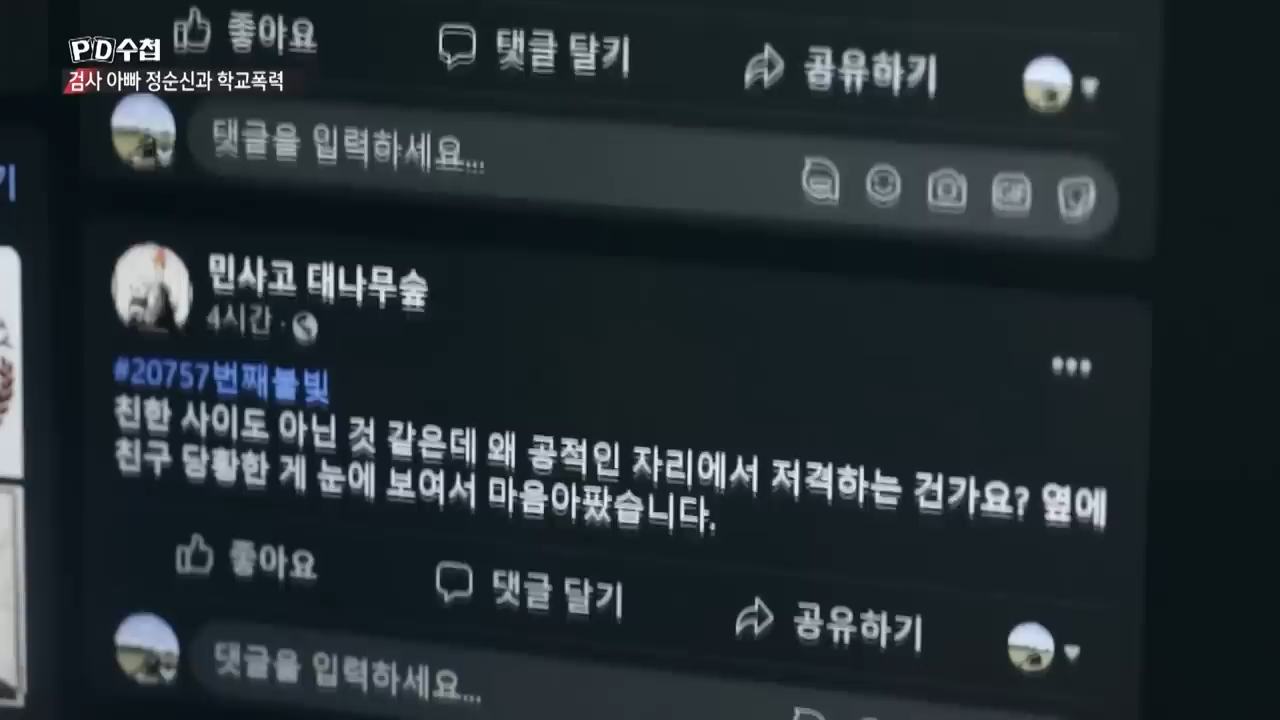 PD수첩
검사 아빠 정순신과 학교폭력
좋아요 댓글 달기 공유하기
기
댓글을 입력하세요...
GIF
민사고 대나무숲
4시간
#20757번째불빛
친한 사이도 아닌 것 같은데 왜 공적인 자리에서 저격하는 건가요? 옆에
친구 당황한 게 눈에 보여서 마음아팠습니다.
좋아요 댓글 달기 공유하기
댓글을 입력하세요...